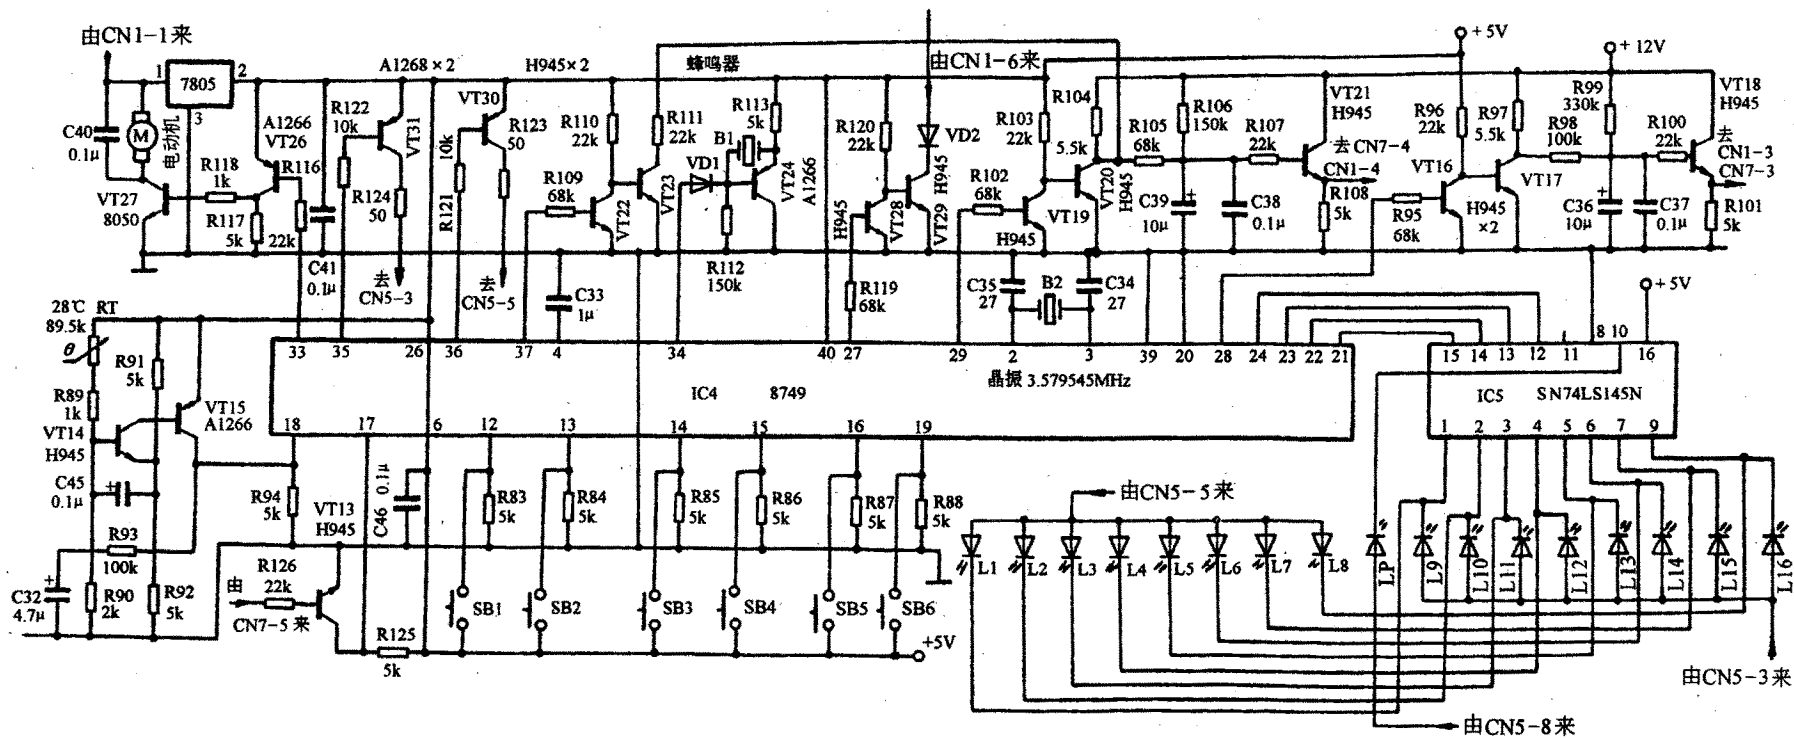 由CN1-1来
7805
1
2
3
C40
0.1μ
M
电动机
VT27
8050
R118
1k
R117
5k
A1266
VT26
R116
22k
C41
0.1μ
R122
10k
R124
50
A1268×2
VT31
去
CN5-3
VT30
10k
R121
R123
50
去
CN5-5
H945×2
R110
22k
R109
68k
VT22
R111
22k
VT23
C33
1μ
蜂鸣器
R113
5k
B1
VD1
VT24
A1266
R112
150k
R120
22k
H945
VT28
R119
68k
由CN1-6来
VD2
H945
VT29
H945
R103
22k
R102
68k
H945
VT19
R104
5.5k
VT20
H945
R105
68k
R106
150k
C39
10μ
C38
0.1μ
R107
22k
VT21
H945
去
CN7-4
CN1-4
R108
5k
C35
27
B2
C34
27
+5V
R96
22k
R97
5.5k
VT16
VT17
H945
×2
R95
68k
+12V
R99
330k
R98
100k
C36
10μ
C37
0.1μ
R100
22k
VT18
H945
去
CN1-3
CN7-3
R101
5k
+5V
28℃
89.5k
RT
θ
R91
5k
R89
1k
VT14
H945
VT15
A1266
C45
0.1μ
R93
100k
C32
4.7μ
R90
2k
R92
5k
33
35
26
36
37
4
34
40
27
29
2
3
39
20
28
24
23
22
21
晶振 3.579545MHz
IC4
8749
18
17
6
12
13
14
15
16
19
15
14
13
12
11
8
10
16
IC5
SN74LS145N
1
2
3
4
5
6
7
9
R94
5k
VT13
H945
0.1μ
C46
R83
5k
R84
5k
R85
5k
R86
5k
R87
5k
R88
5k
由
CN7-5 来
R126
22k
R125
5k
SB1
SB2
SB3
SB4
SB5
SB6
+5V
由CN5-5来
L1
L2
L3
L4
L5
L6
L7
L8
LP
L9
L10
L11
L12
L13
L14
L15
L16
由CN5-3来
由CN5-8来